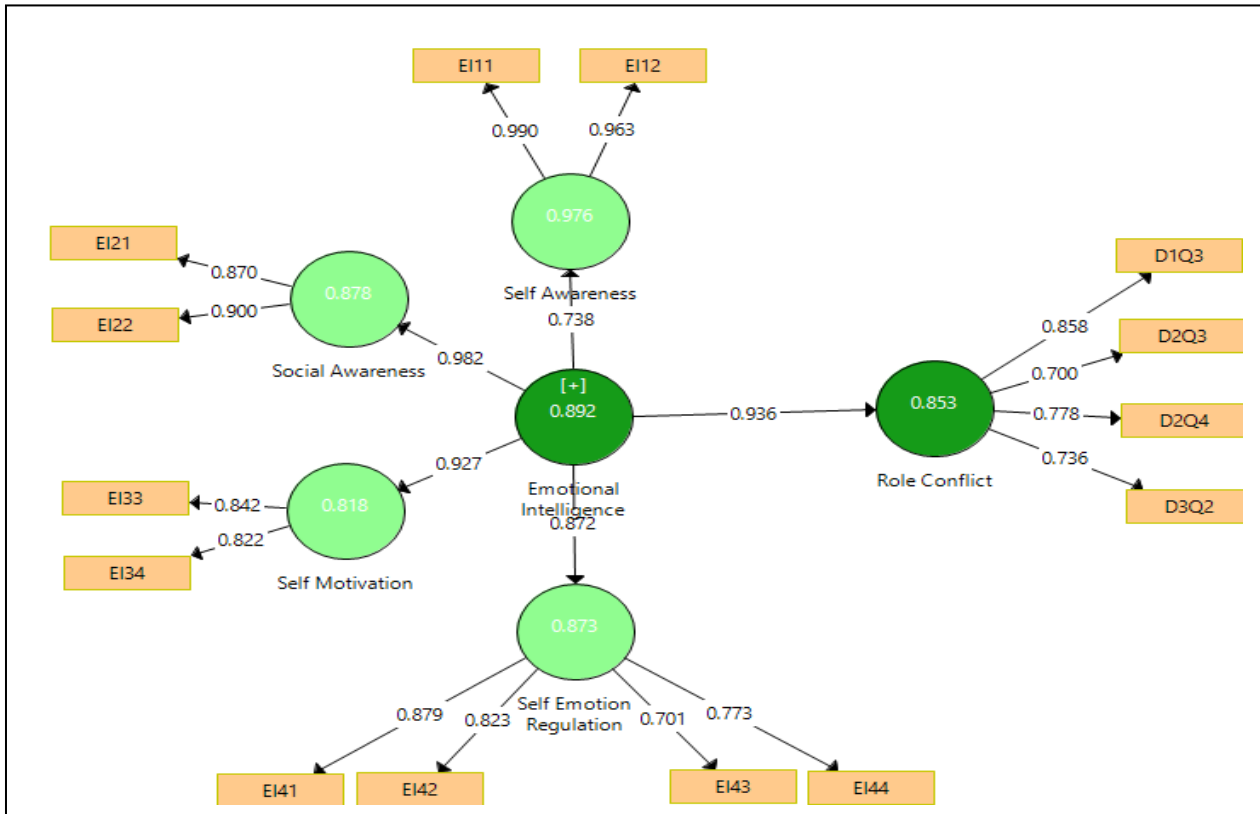 EI11
EI12
0.990
0.963
0.976
Self Awareness
0.738
EI21
0.870
EI22
0.900
0.878
Social Awareness
0.982
[+]
0.892
Emotional
Intelligence
0.936
0.853
Role Conflict
D1Q3
0.858
D2Q3
0.700
D2Q4
0.778
D3Q2
0.736
0.927
EI33
0.842
EI34
0.822
0.818
Self Motivation
0.872
0.873
Self Emotion
Regulation
0.879
0.823
0.701
0.773
EI41
EI42
EI43
EI44